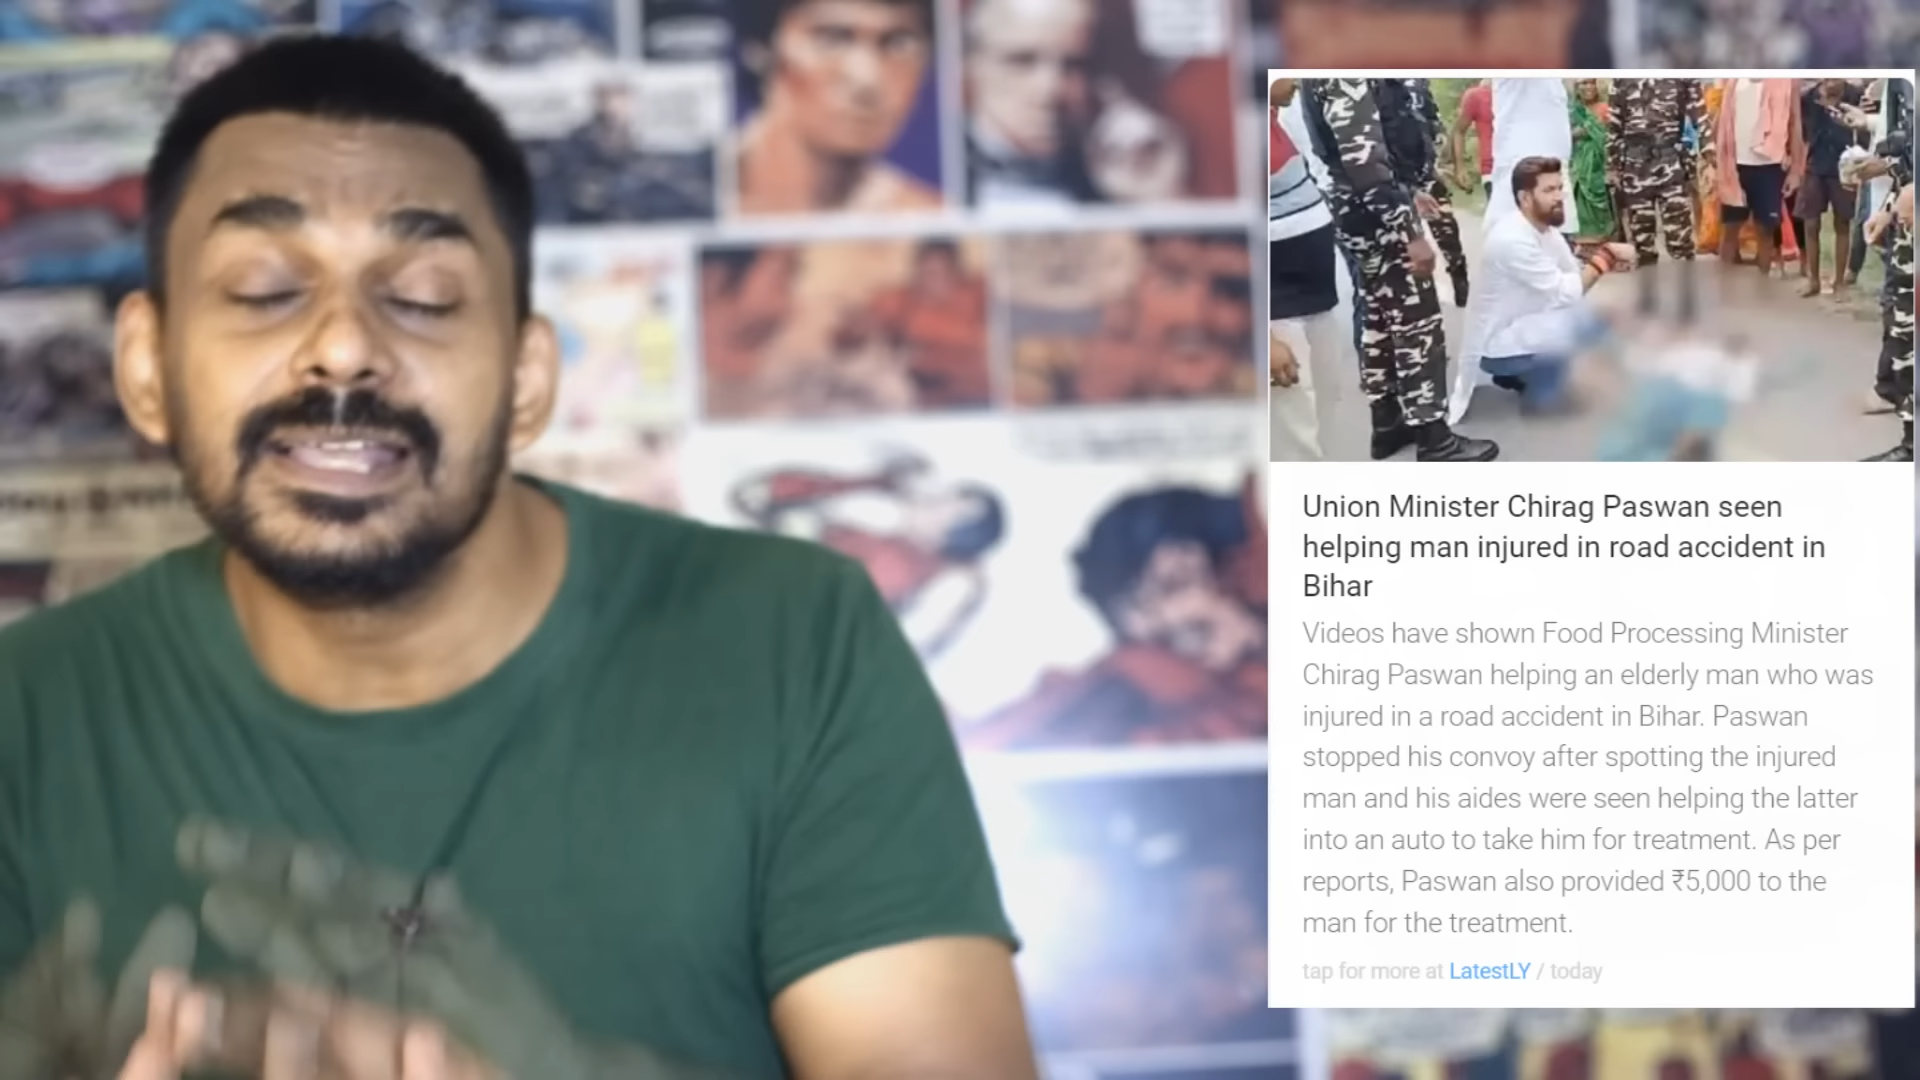 Union Minister Chirag Paswan seen
helping man injured in road accident in
Bihar
Videos have shown Food Processing Minister
Chirag Paswan helping an elderly man who was
injured in a road accident in Bihar. Paswan
stopped his convoy after spotting the injured
man and his aides were seen helping the latter
into an auto to take him for treatment. As per
reports, Paswan also provided ₹5,000 to the
man for the treatment.
tap for more at LatestLY / today